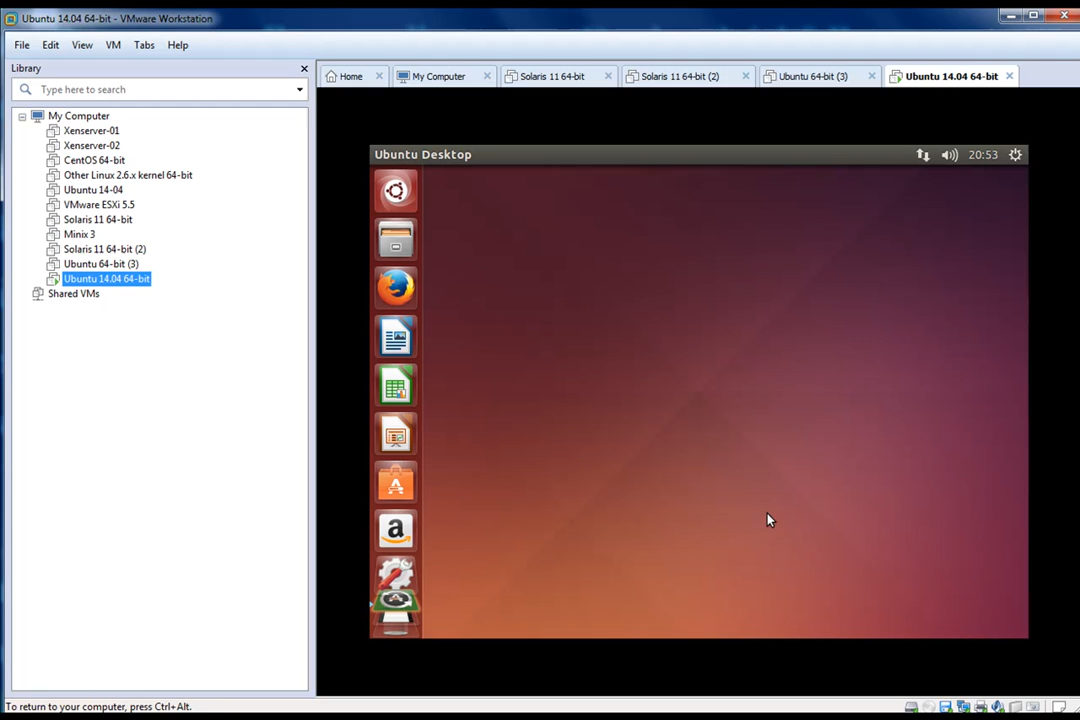 Ubuntu 14.04 64-bit - VMware Workstation
File Edit View VM Tabs Help
Library
Type here to search
My Computer
Xenserver-01
Xenserver-02
CentOS 64-bit
Other Linux 2.6.x kernel 64-bit
Ubuntu 14-04
VMware ESXi 5.5
Solaris 11 64-bit
Minix 3
Solaris 11 64-bit (2)
Ubuntu 64-bit (3)
Ubuntu 14.04 64-bit
Shared VMs
Home My Computer Solaris 11 64-bit Solaris 11 64-bit (2) Ubuntu 64-bit (3) Ubuntu 14.04 64-bit
Ubuntu Desktop 20:53
a
To return to your computer, press Ctrl+Alt.